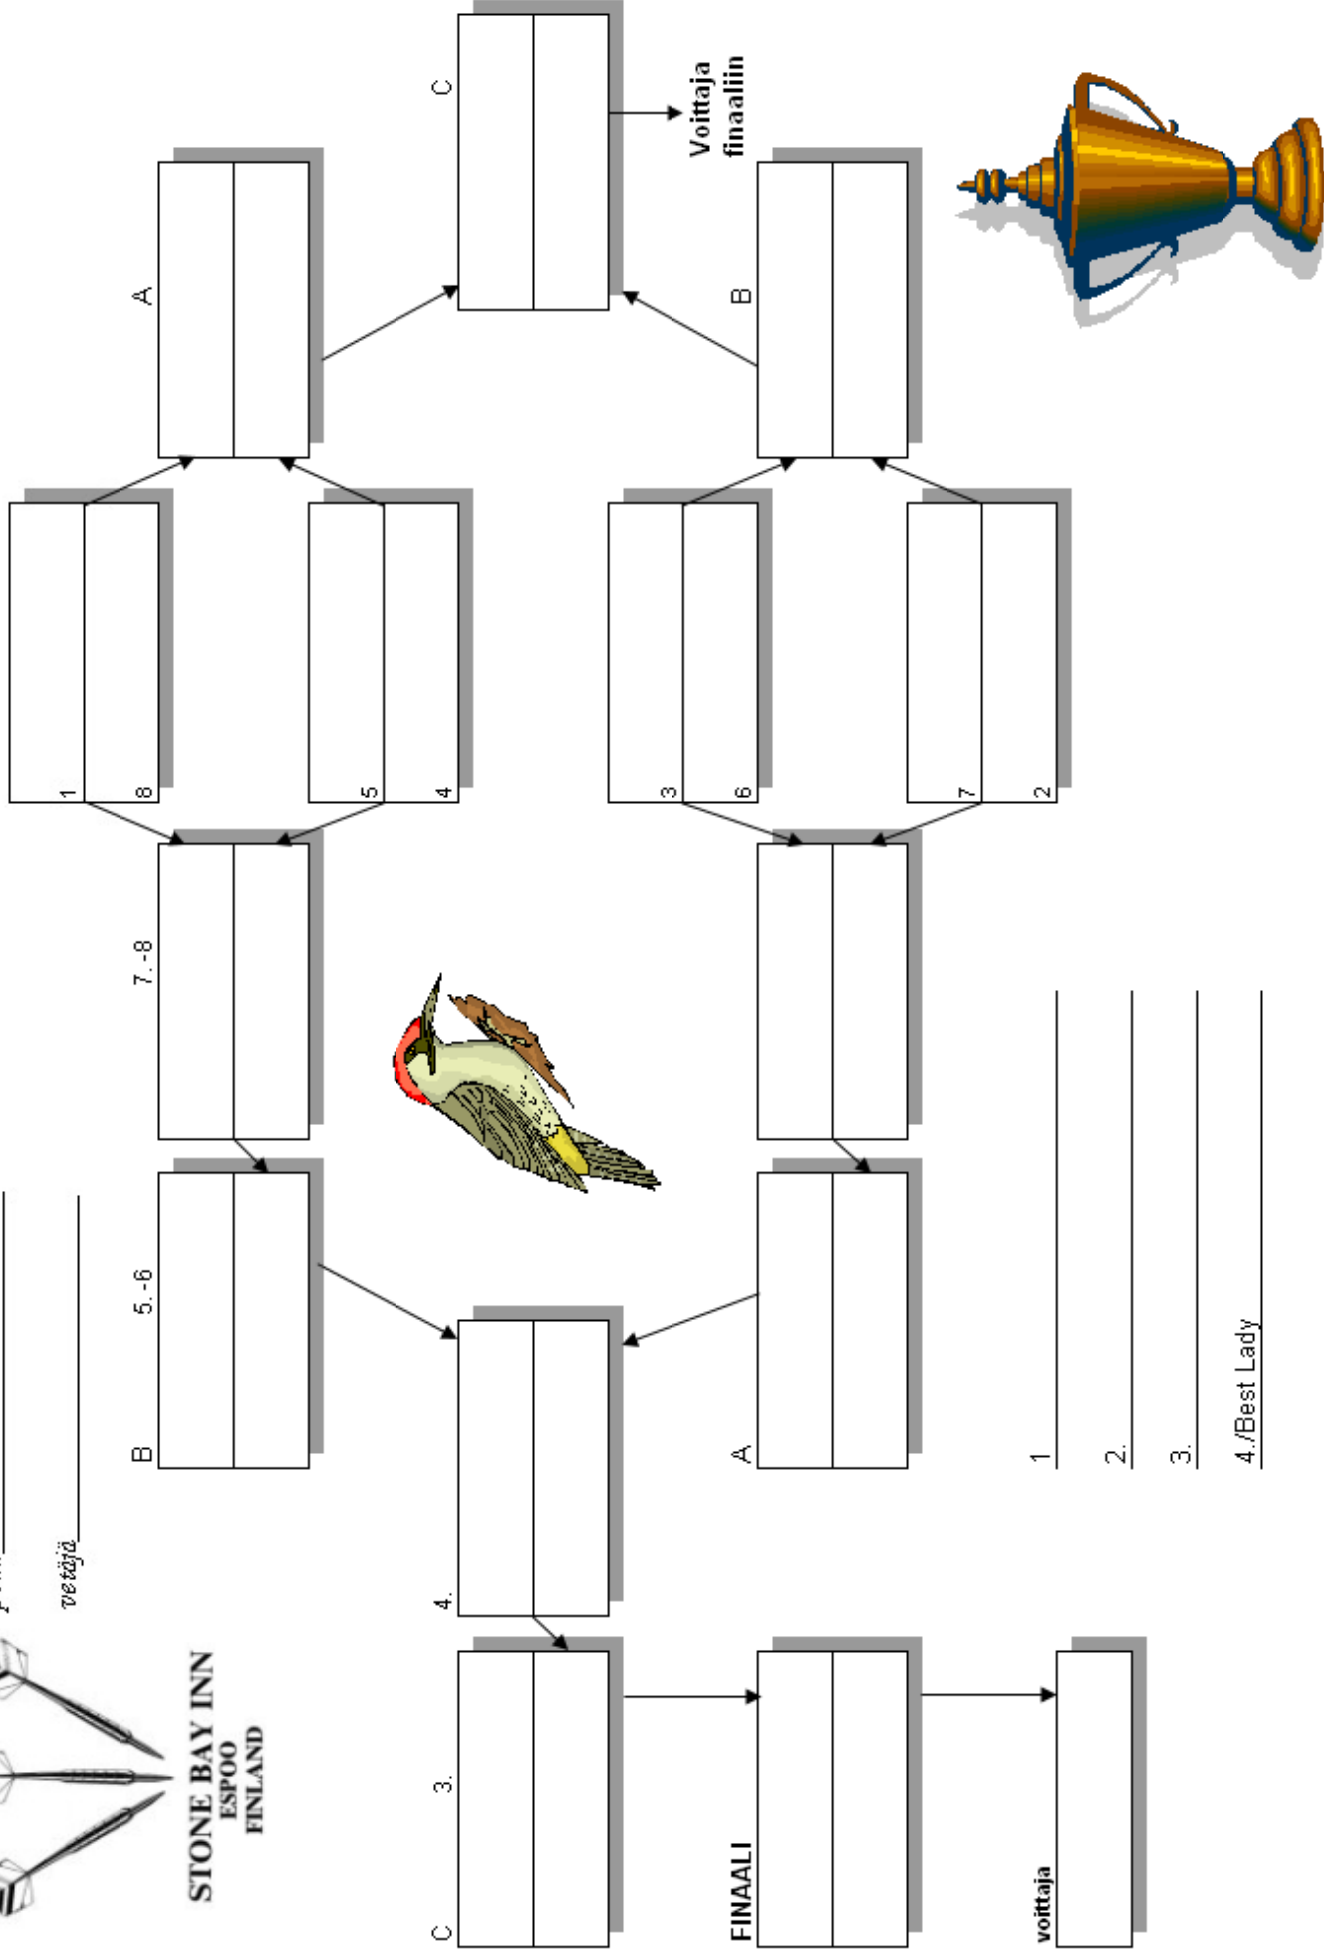 vetäjä
STONE BAY INN
ESPOO
FINLAND
B
5.-6
7.-8
1
8
A
5
4
C
3.
4.
C
Voittaja
finaaliin
FINAALI
A
3
6
B
7
2
voittaja
1
2.
3.
4./Best Lady